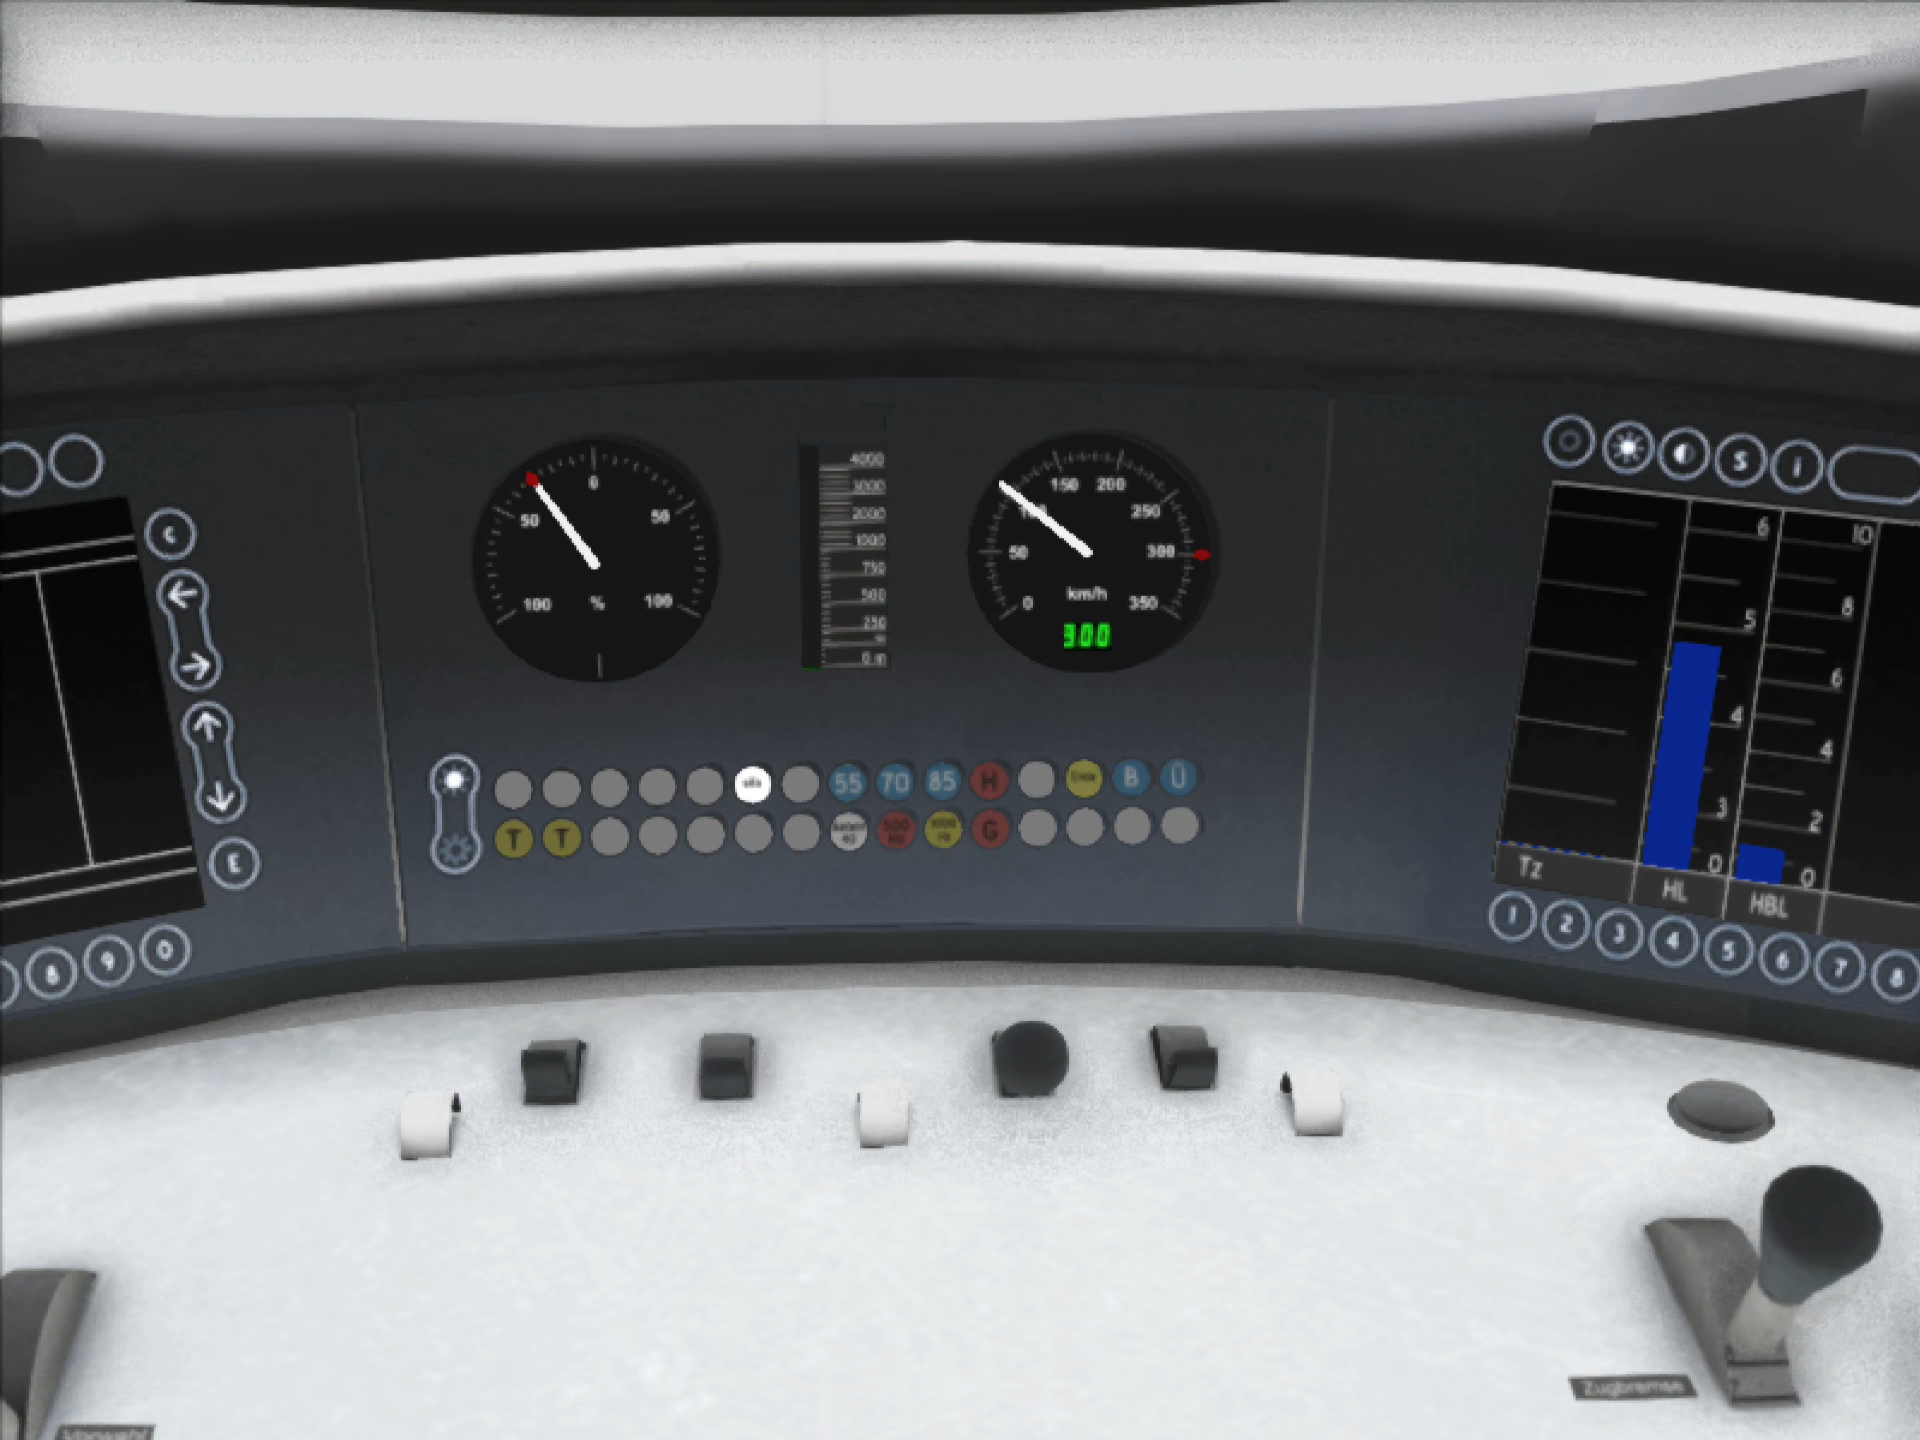 C
E
8 9 0
0
50 50
100 % 100
4000
3000
2000
1000
750
500
250
0 m
150 200
100 250
50 300
km/h
0 350
300
55 70 85 H Ende B Ü
T T 500 Hz G
S i
6 10
5 8
6
4 4
3 2
0 0
Tz HL HBL
1 2 3 4 5 6 7 8
Zugbremse